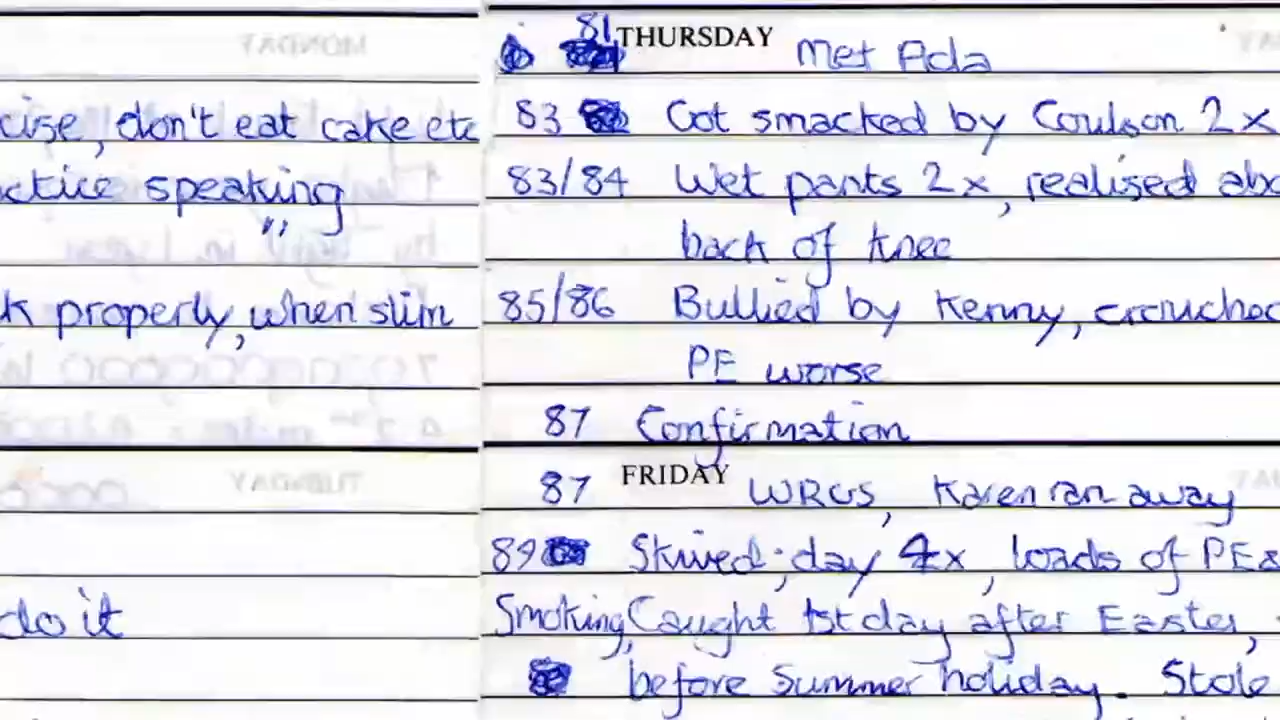 cise, don't eat cake etc
ctice speaking
"
k properly, when slim
do it
81 THURSDAY Met Ada
83 Got smacked by Coulson 2x
83/84 Wet pants 2x, realised abo
back of knee
85/86 Bullied by Kenny, crouched
PE worse
87 Confirmation
FRIDAY
87 WRGS, Karen ran away
89 Skived ; day 4x, loads of PE &
Smoking, Caught 1st day after Easter,
before Summer holiday. Stole